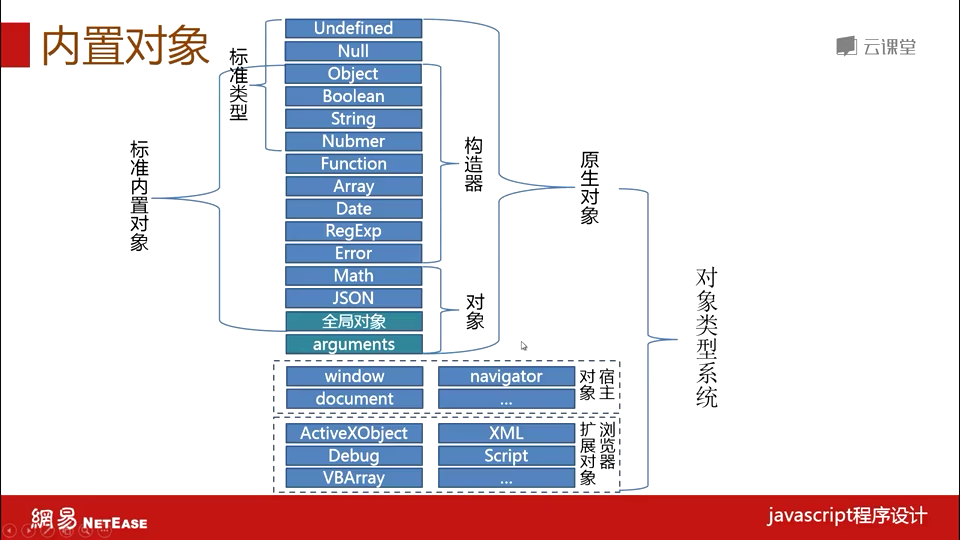 内置对象
云课堂
标准类型
标准内置对象
Undefined
Null
Object
Boolean
String
Nubmer
Function
Array
Date
RegExp
Error
Math
JSON
全局对象
arguments
构造器
对象
原生对象
对象类型系统
window
navigator
document
...
宿主
对象
ActiveXObject
XML
Debug
Script
VBArray
...
浏览器
扩展对象
網易 NETEASE
javascript程序设计